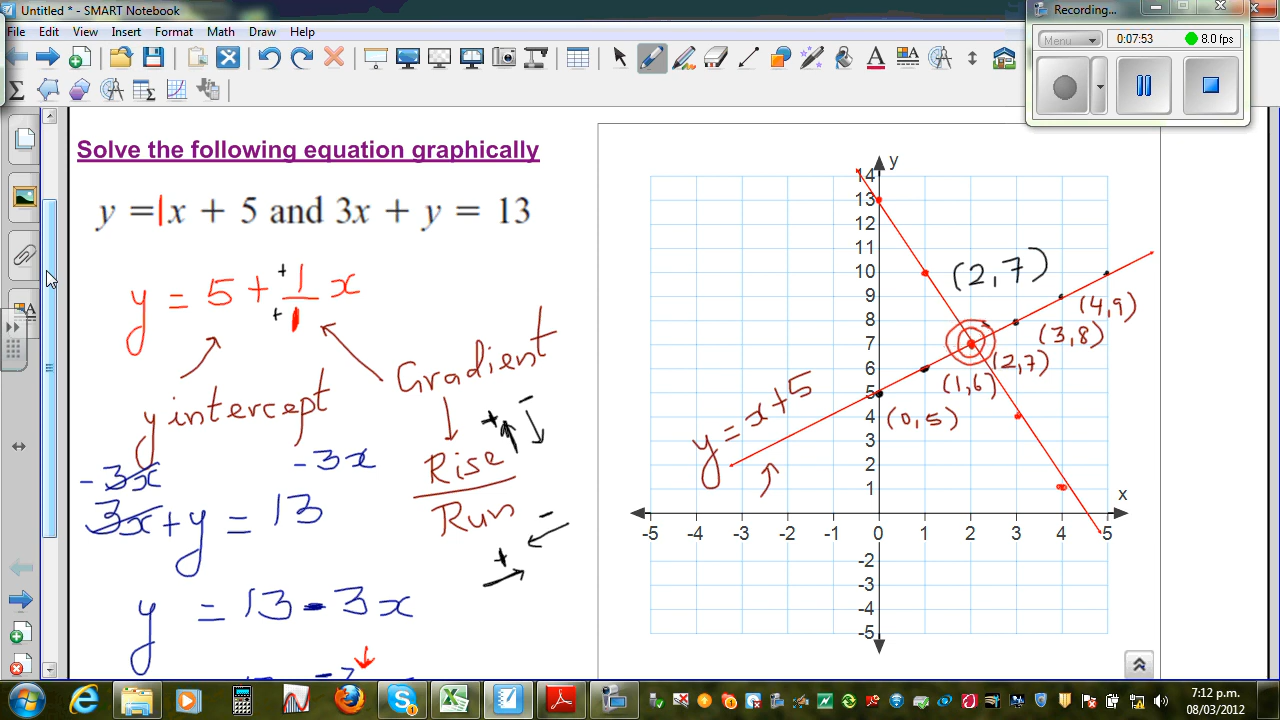 Untitled * - SMART Notebook
Recording...
File Edit View Insert Format Math Draw Help
Menu 0:07:53 8.0 fps
Solve the following equation graphically
y = 1x + 5 and 3x + y = 13
y = 5 + +1/+1 x
y intercept
Gradient
Rise
Run
+ -
- +
- 3x - 3x
3x + y = 13
y = 13 - 3x
y
14
13
12
11
10
9
8
7
6
5
4
3
2
1
x
-5 -4 -3 -2 -1 0 1 2 3 4 5
-2
-3
-4
-5
(2,7)
(4,9)
(3,8)
(2,7)
(1,6)
(0,5)
y = x + 5
7:12 p.m.
08/03/2012